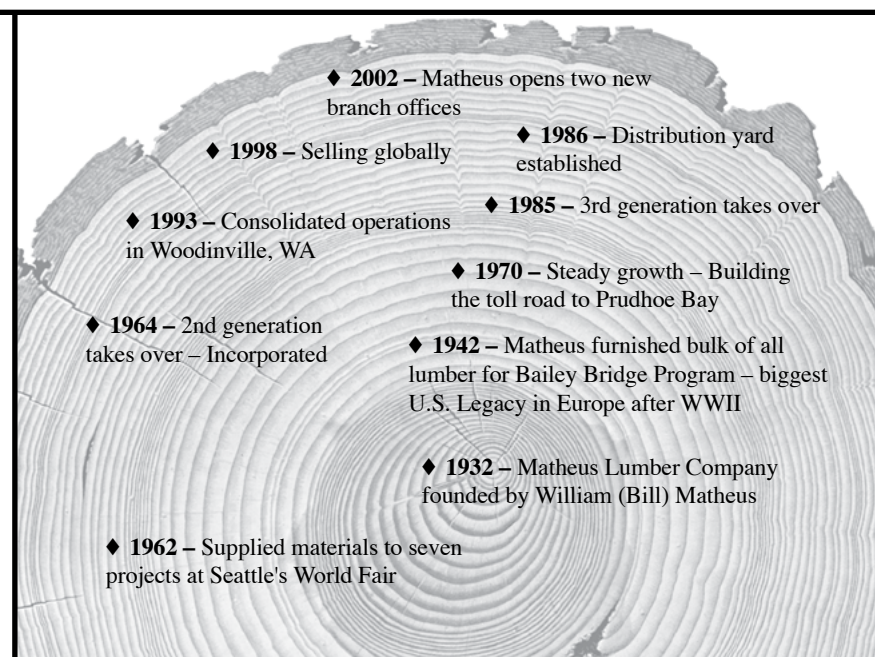 ♦ 2002 – Matheus opens two new
branch offices
♦ 1986 – Distribution yard
established
♦ 1998 – Selling globally
♦ 1985 – 3rd generation takes over
♦ 1993 – Consolidated operations
in Woodinville, WA
♦ 1970 – Steady growth – Building
the toll road to Prudhoe Bay
♦ 1964 – 2nd generation
takes over – Incorporated
♦ 1942 – Matheus furnished bulk of all
lumber for Bailey Bridge Program – biggest
U.S. Legacy in Europe after WWII
♦ 1932 – Matheus Lumber Company
founded by William (Bill) Matheus
♦ 1962 – Supplied materials to seven
projects at Seattle's World Fair